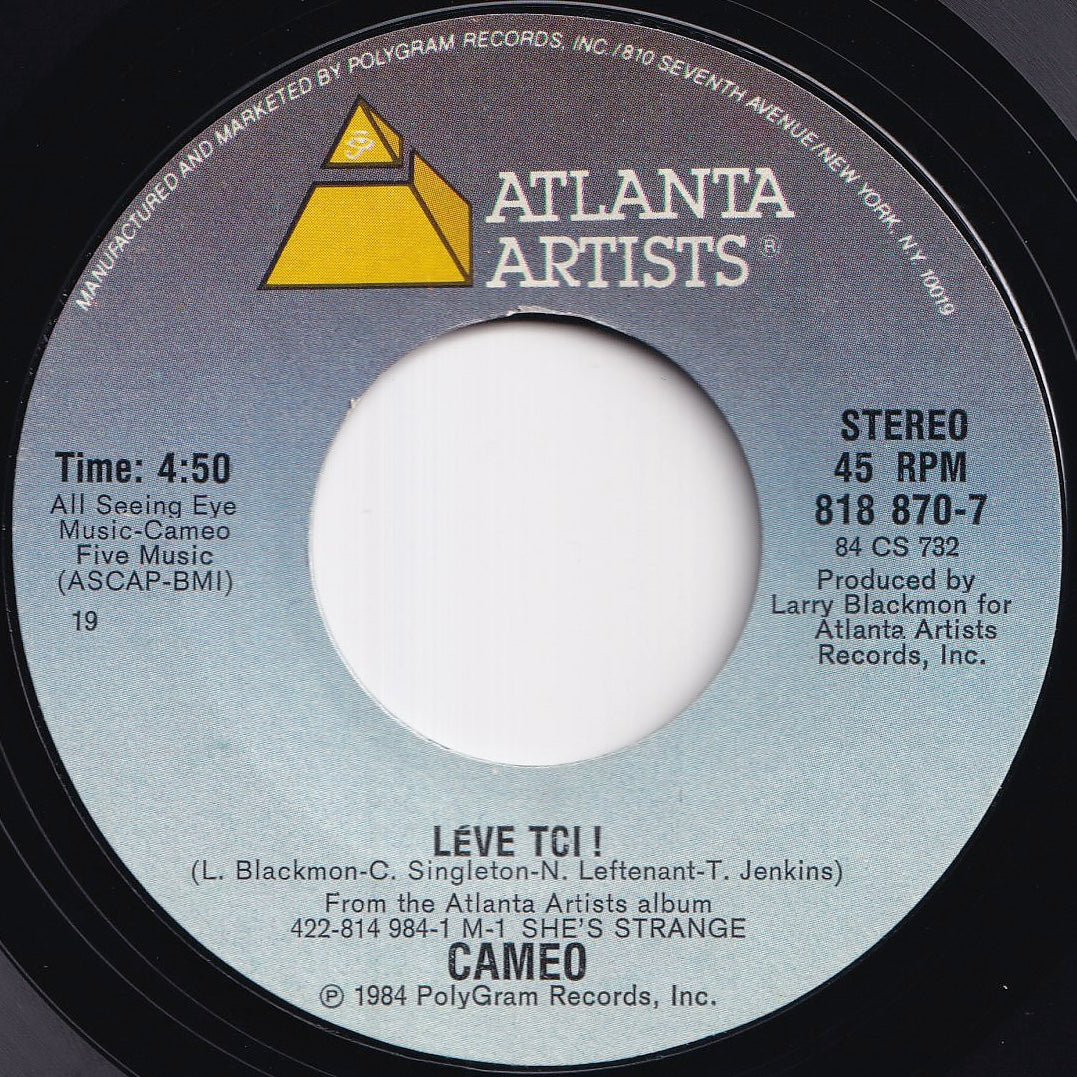 MANUFACTURED AND MARKETED BY POLYGRAM RECORDS, INC / 810 SEVENTH AVENUE/NEW YORK, N.Y. 10019
ATLANTA
ARTISTS ®
Time: 4:50
All Seeing Eye
Music-Cameo
Five Music
(ASCAP-BMI)
19
STEREO
45 RPM
818 870-7
84 CS 732
Produced by
Larry Blackmon for
Atlanta Artists
Records, Inc.
LÉVE TCI !
(L. Blackmon-C. Singleton-N. Leftenant-T. Jenkins)
From the Atlanta Artists album
422-814 984-1 M-1 SHE'S STRANGE
CAMEO
℗ 1984 PolyGram Records, Inc.